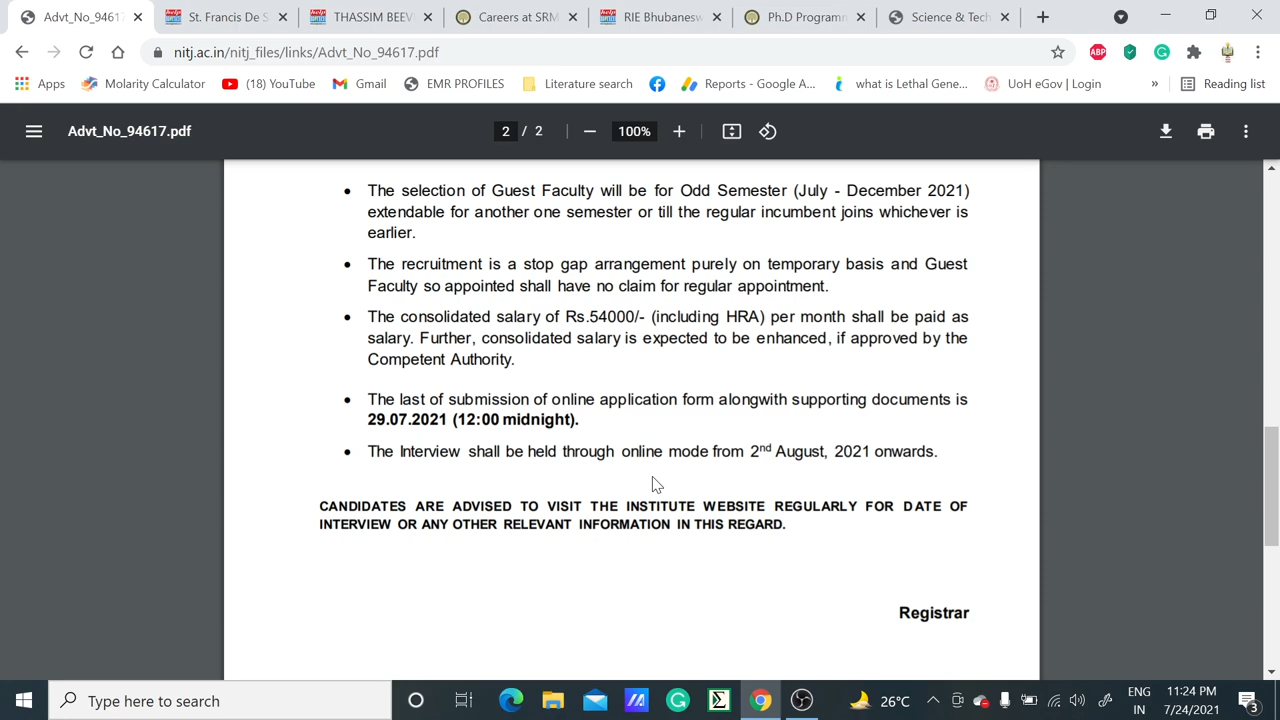 Advt_No_94617
St. Francis De S
THASSIM BEEV
Careers at SRM
RIE Bhubanesw
Ph.D Programm
Science & Tech
nitj.ac.in/nitj_files/links/Advt_No_94617.pdf
ABP
Apps
Molarity Calculator
(18) YouTube
Gmail
EMR PROFILES
Literature search
Reports - Google A...
what is Lethal Gene...
UoH eGov | Login
»
Reading list
Advt_No_94617.pdf
2 / 2
100%
• The selection of Guest Faculty will be for Odd Semester (July - December 2021)
extendable for another one semester or till the regular incumbent joins whichever is
earlier.
• The recruitment is a stop gap arrangement purely on temporary basis and Guest
Faculty so appointed shall have no claim for regular appointment.
• The consolidated salary of Rs.54000/- (including HRA) per month shall be paid as
salary. Further, consolidated salary is expected to be enhanced, if approved by the
Competent Authority.
• The last of submission of online application form alongwith supporting documents is
29.07.2021 (12:00 midnight).
• The Interview shall be held through online mode from 2nd August, 2021 onwards.
CANDIDATES ARE ADVISED TO VISIT THE INSTITUTE WEBSITE REGULARLY FOR DATE OF
INTERVIEW OR ANY OTHER RELEVANT INFORMATION IN THIS REGARD.
Registrar
Type here to search
26°C
ENG
IN
11:24 PM
7/24/2021
3